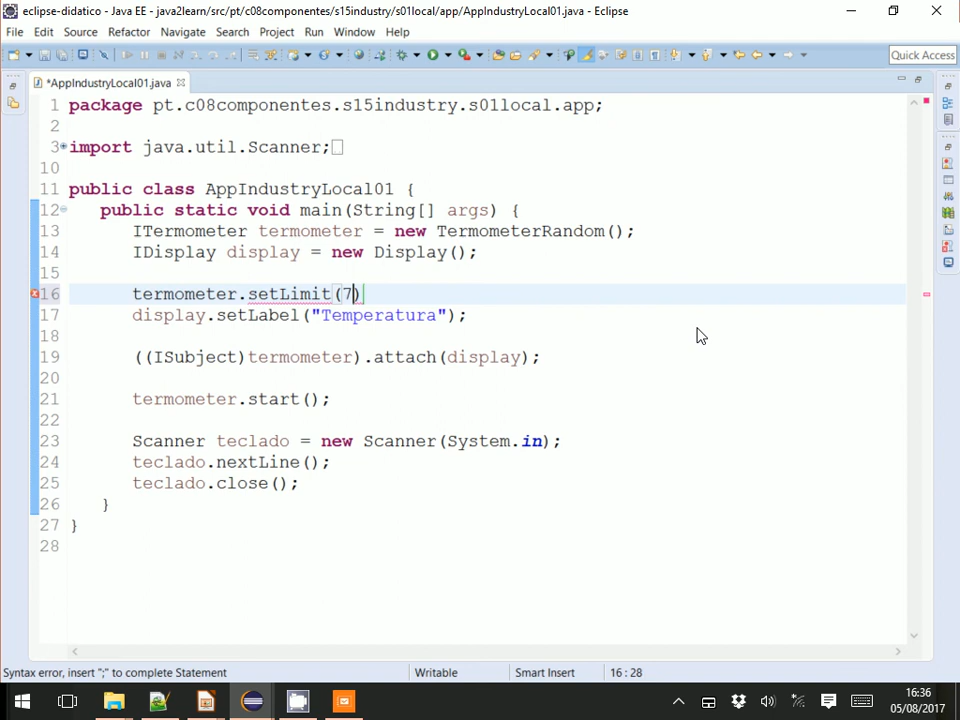 eclipse-didatico - Java EE - java2learn/src/pt/c08componentes/s15industry/s01local/app/AppIndustryLocal01.java - Eclipse
File Edit Source Refactor Navigate Search Project Run Window Help
Quick Access
*AppIndustryLocal01.java
1 package pt.c08componentes.s15industry.s01local.app;
2
3 import java.util.Scanner;
10
11 public class AppIndustryLocal01 {
12 public static void main(String[] args) {
13 ITermometer termometer = new TermometerRandom();
14 IDisplay display = new Display();
15
16 termometer.setLimit(7)
17 display.setLabel("Temperatura");
18
19 ((ISubject)termometer).attach(display);
20
21 termometer.start();
22
23 Scanner teclado = new Scanner(System.in);
24 teclado.nextLine();
25 teclado.close();
26 }
27 }
28
Syntax error, insert ";" to complete Statement Writable Smart Insert 16 : 28
16:36
05/08/2017